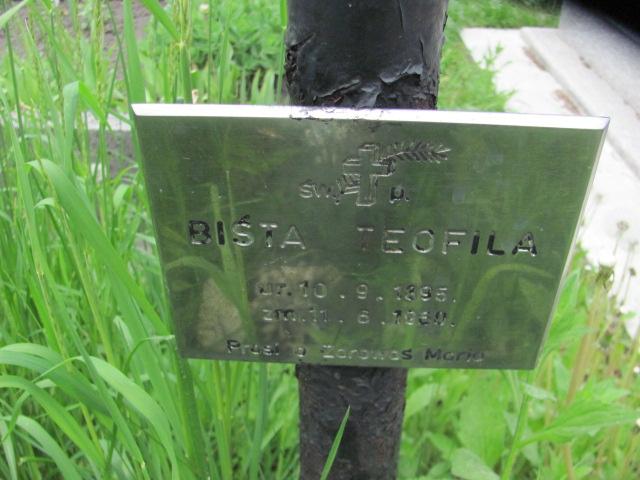 św. p.
BIŚTA TEOFILA
ur. 10. 9. 1895.
zm. 11. 6. 1969.
Prosi o Zdrowaś Maria